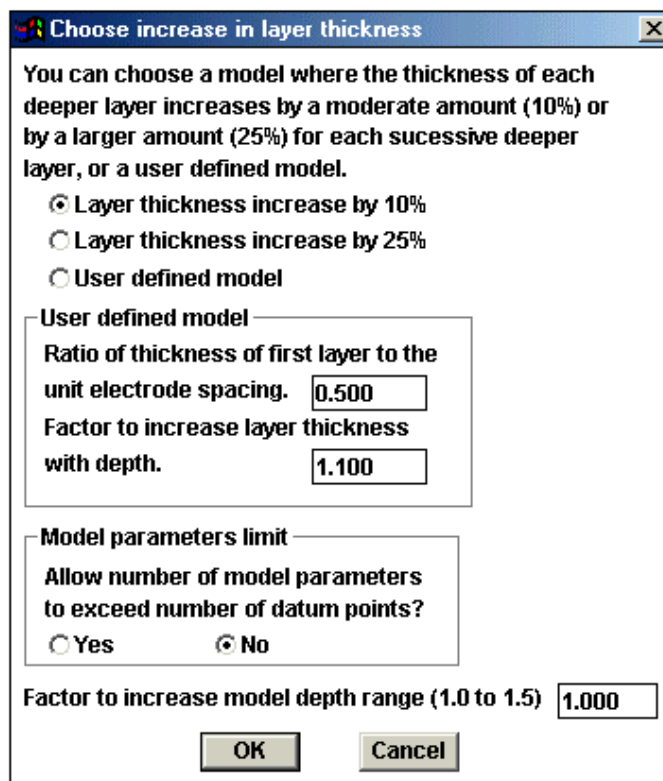 Choose increase in layer thickness
You can choose a model where the thickness of each
deeper layer increases by a moderate amount (10%) or
by a larger amount (25%) for each sucessive deeper
layer, or a user defined model.
Layer thickness increase by 10%
Layer thickness increase by 25%
User defined model
User defined model
Ratio of thickness of first layer to the
unit electrode spacing. 0.500
Factor to increase layer thickness
with depth. 1.100
Model parameters limit
Allow number of model parameters
to exceed number of datum points?
Yes No
Factor to increase model depth range (1.0 to 1.5) 1.000
OK Cancel